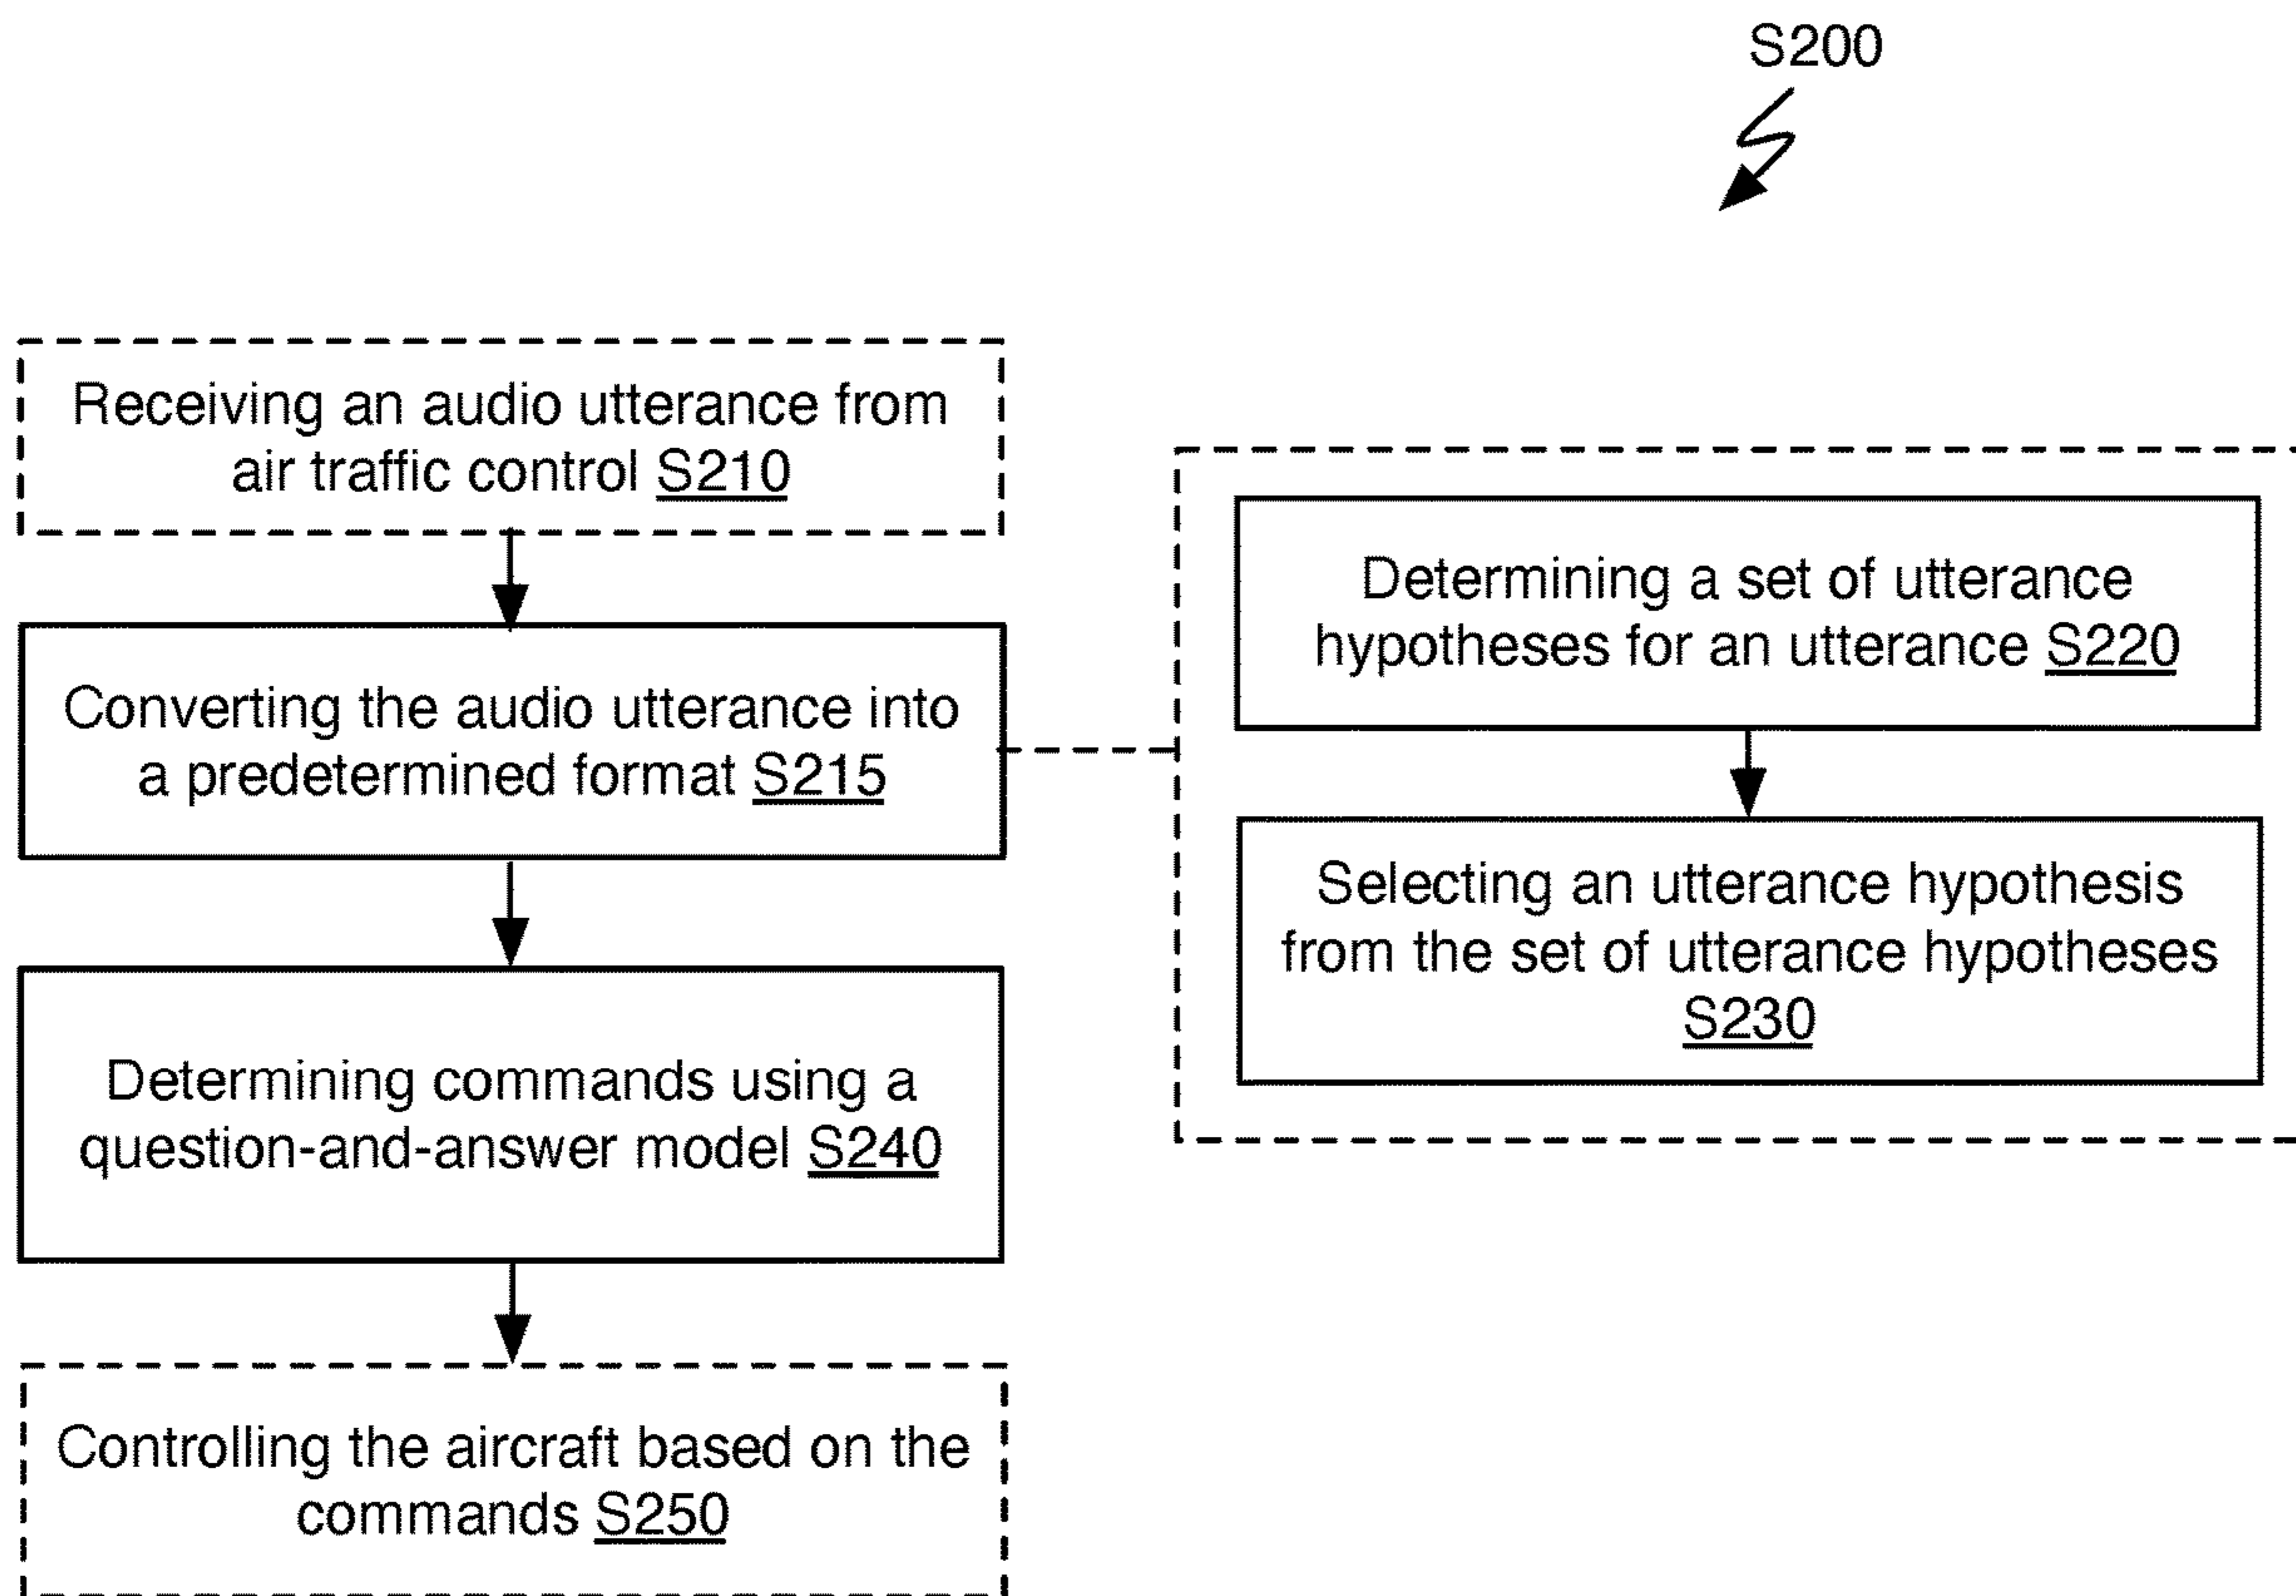 S200
Receiving an audio utterance from
air traffic control S210
Converting the audio utterance into
a predetermined format S215
Determining commands using a
question-and-answer model S240
Controlling the aircraft based on the
commands S250
Determining a set of utterance
hypotheses for an utterance S220
Selecting an utterance hypothesis
from the set of utterance hypotheses
S230